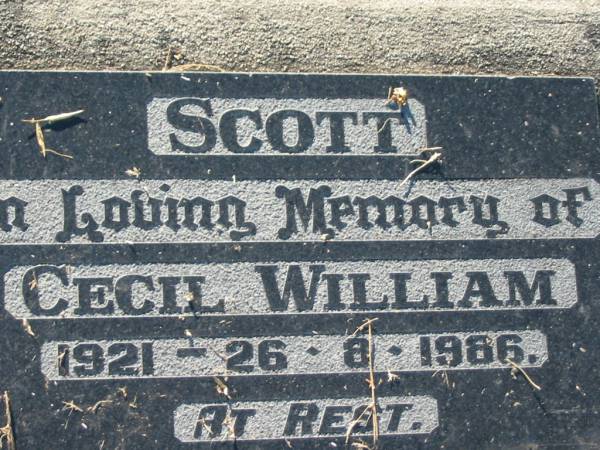 SCOTT
n Loving Memory of
CECIL WILLIAM
1921 - 26 · 8 · 1986.
AT REST.